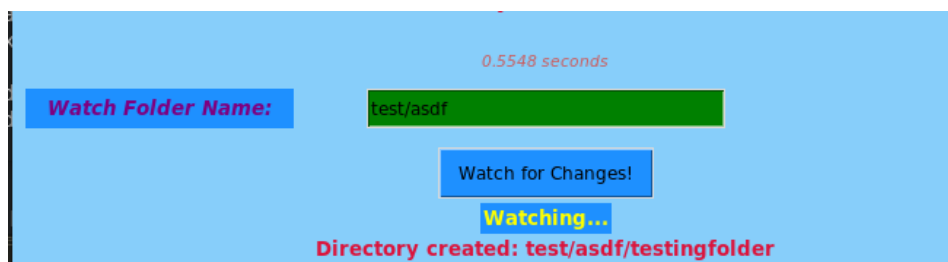 0.5548 seconds
Watch Folder Name: test/asdf
Watch for Changes!
Watching...
Directory created: test/asdf/testingfolder